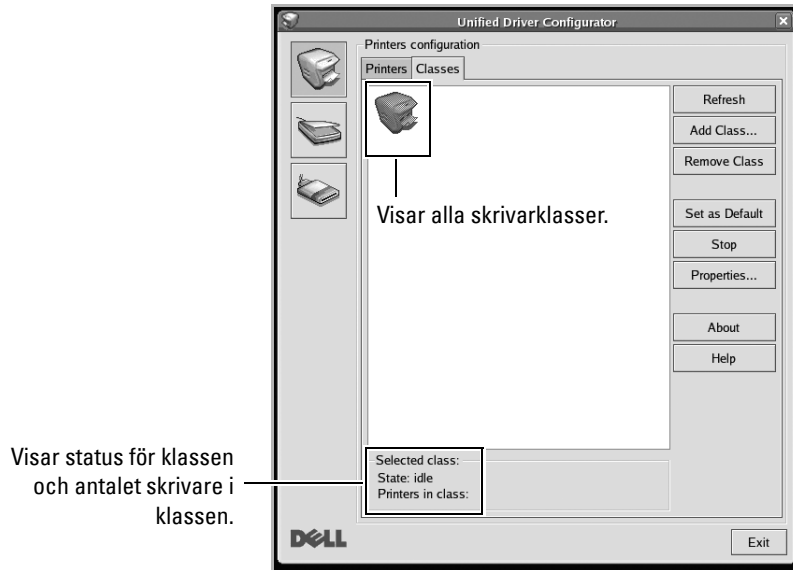 Unified Driver Configurator
Printers configuration
Printers Classes
Refresh
Add Class...
Remove Class
Visar alla skrivarklasser.
Set as Default
Stop
Properties...
About
Help
Visar status för klassen
och antalet skrivare i
klassen.
Selected class:
State: idle
Printers in class:
DELL
Exit